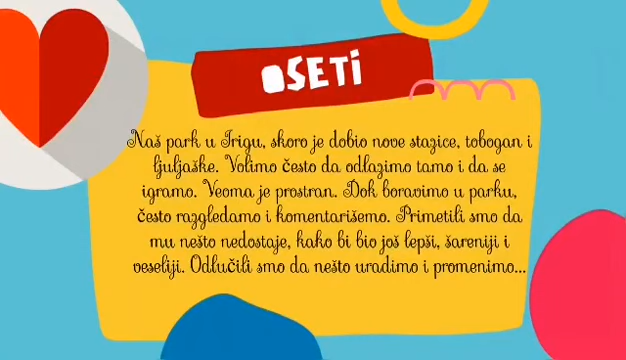 OSETI
Naš park u Irigu, skoro je dobio nove stazice, tobogan i
ljuljaške. Volimo često da odlazimo tamo i da se
igramo. Veoma je prostran. Dok boravimo u parku,
često razgledamo i komentarišemo. Primetili smo da
mu nešto nedostaje, kako bi bio još lepši, šareniji i
veseliji. Odlučili smo da nešto uradimo i promenimo...